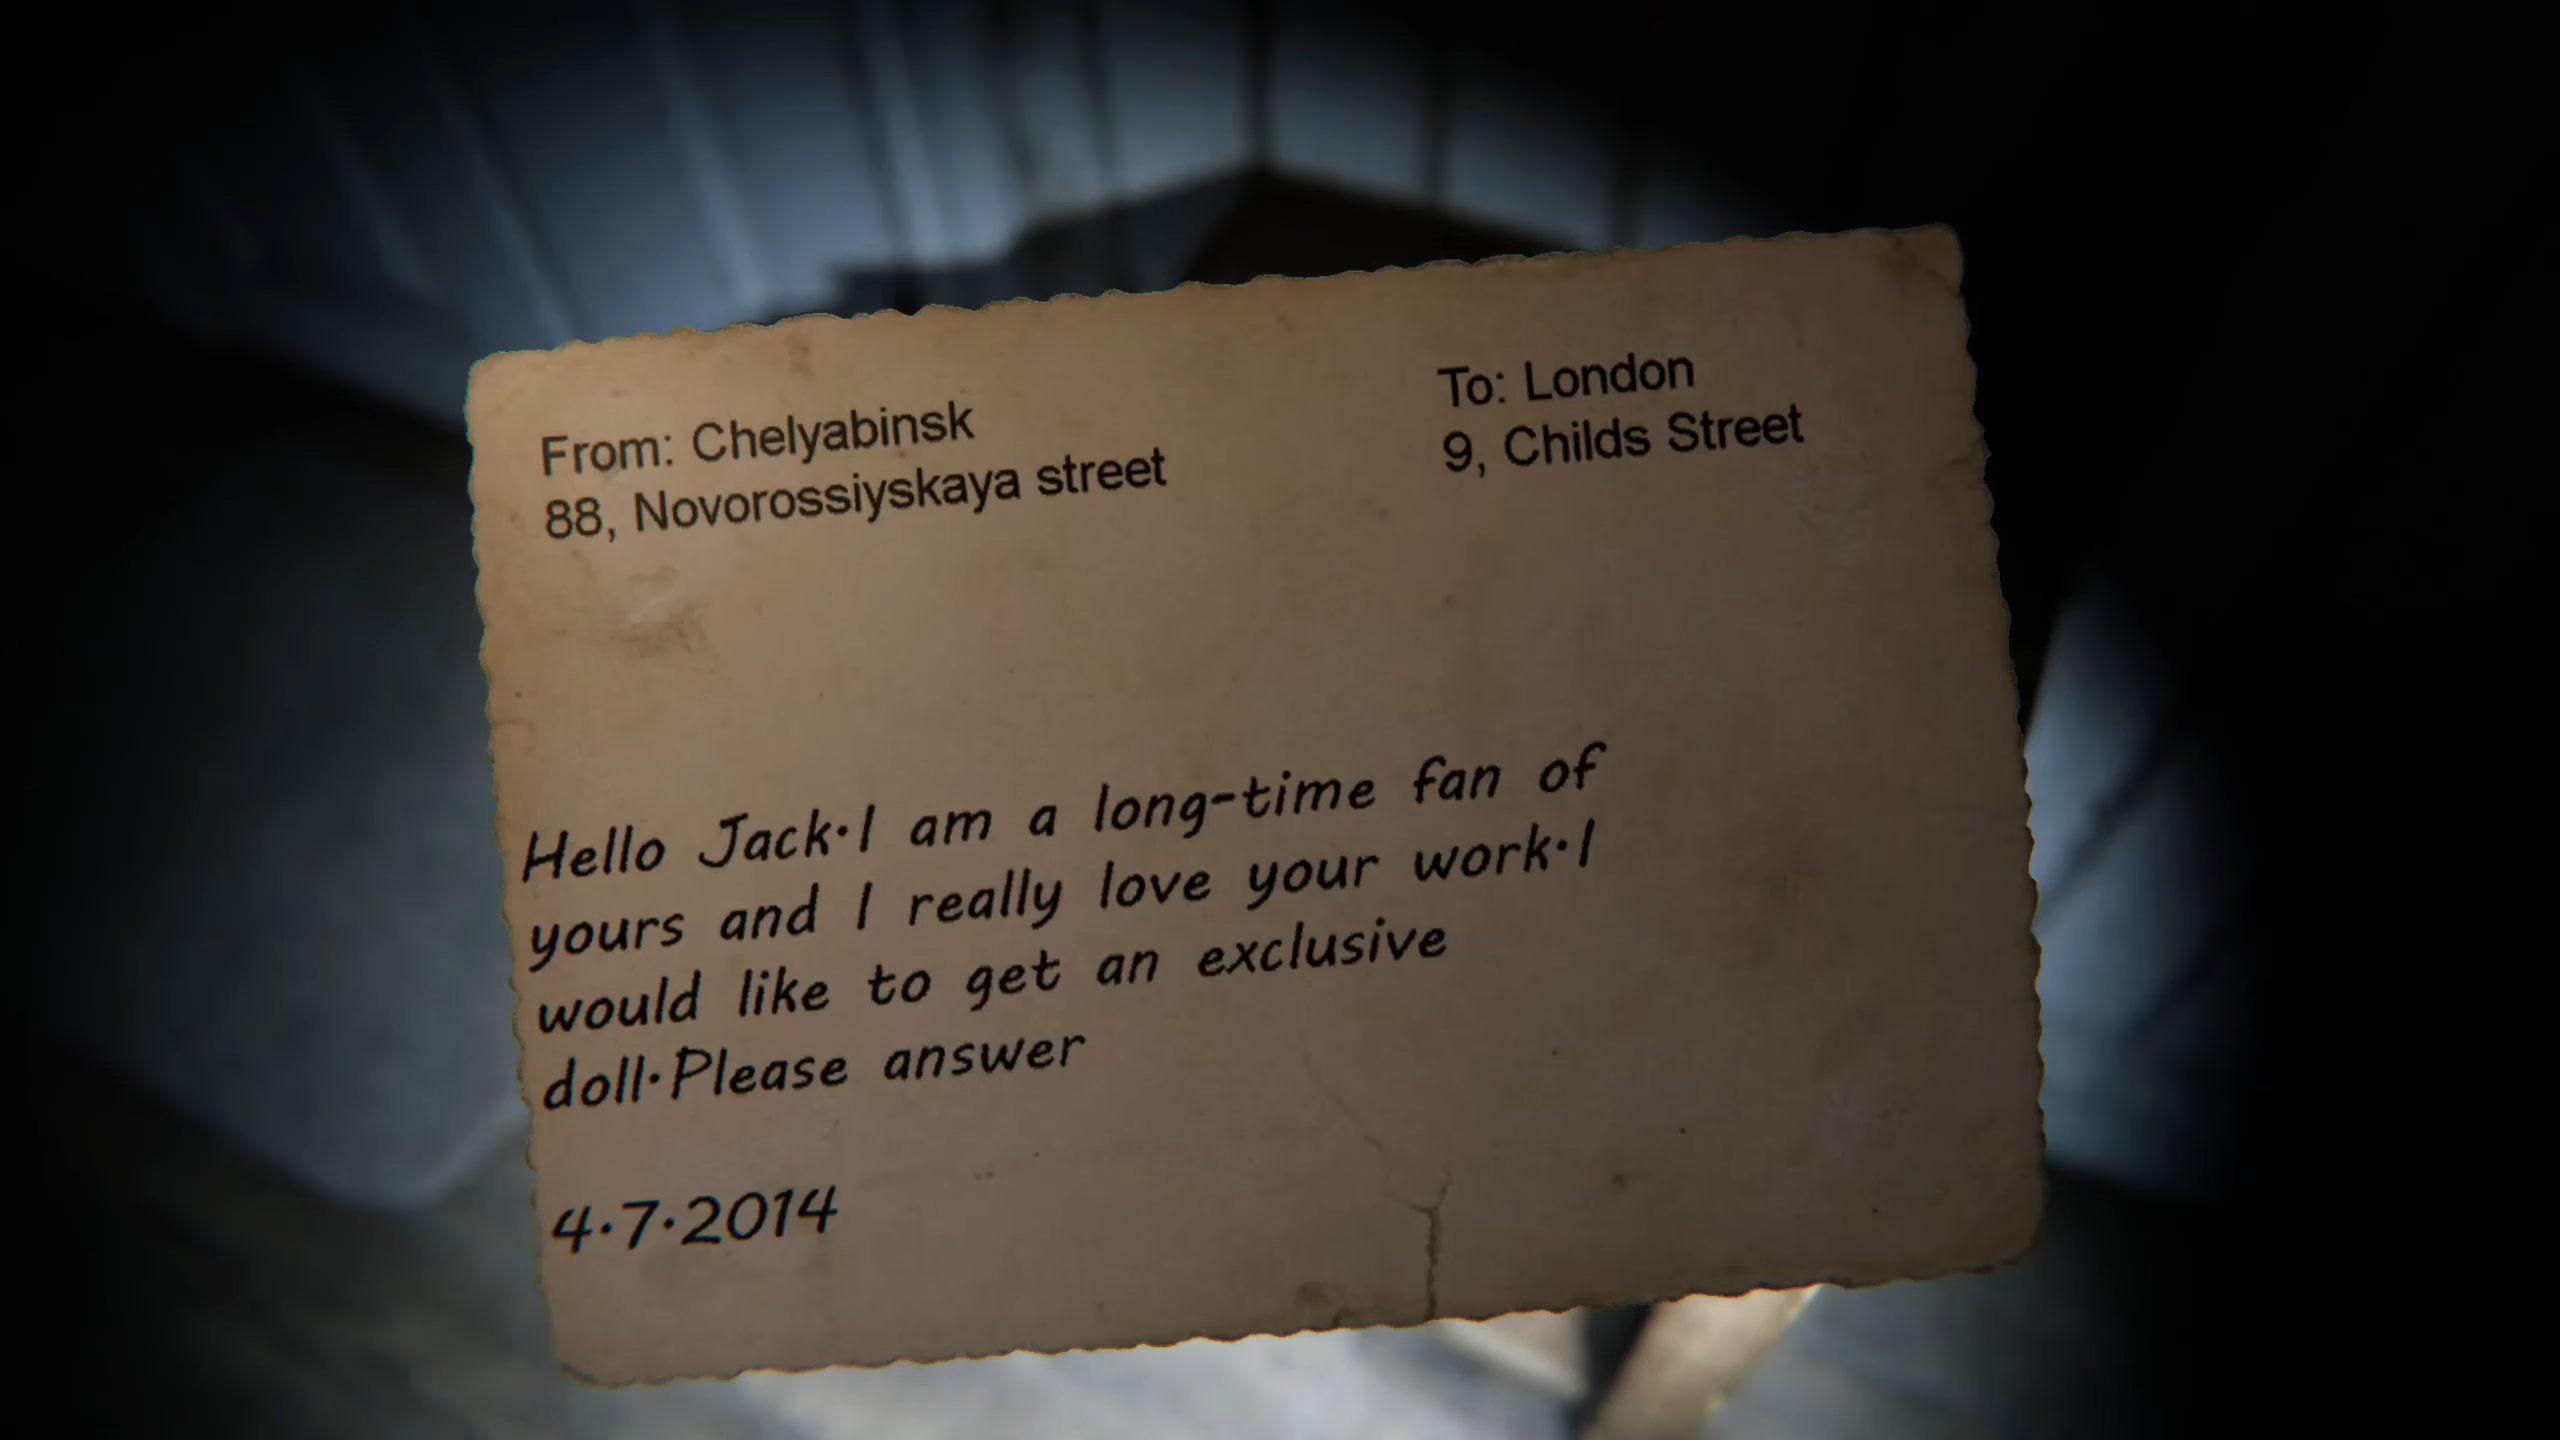 From: Chelyabinsk
88, Novorossiyskaya street
To: London
9, Childs Street
Hello Jack·I am a long-time fan of
yours and I really love your work·I
would like to get an exclusive
doll·Please answer
4·7·2014